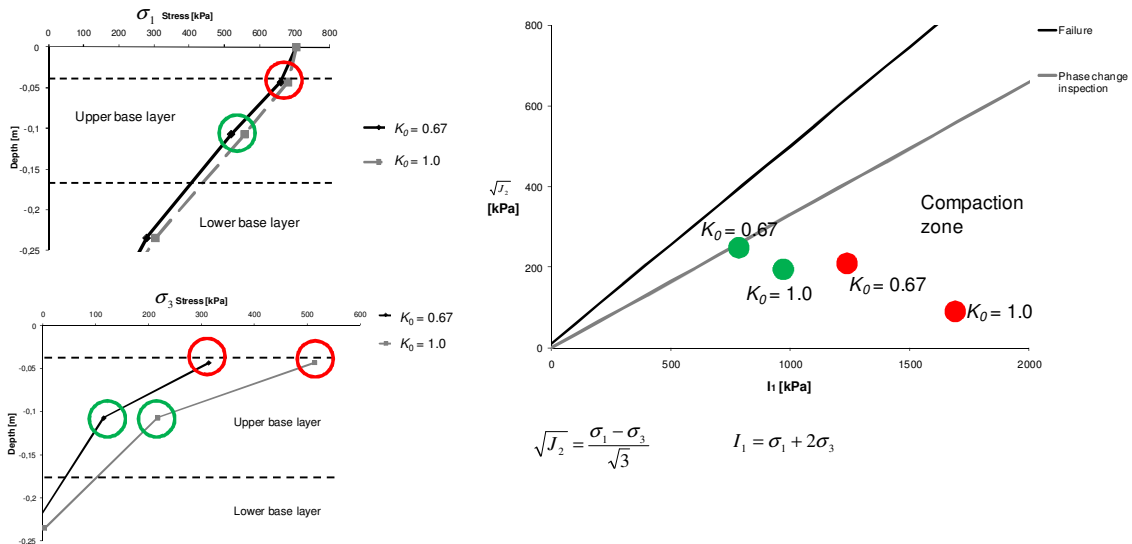 σ1 Stress [kPa]
0 100 200 300 400 500 600 700 800
0
-0,05
-0,1
-0,15
-0,2
-0,25
Depth [m]
Upper base layer
Lower base layer
K0 = 0.67
K0 = 1.0
σ3 Stress [kPa]
0 100 200 300 400 500 600
0
-0,05
-0,1
-0,15
-0,2
-0,25
Depth [m]
Upper base layer
Lower base layer
K0 = 0.67
K0 = 1.0
800
600
400
200
0
√J2
[kPa]
0 500 1000 1500 2000
I1 [kPa]
Failure
Phase change
inspection
Compaction
zone
K0 = 0.67
K0 = 1.0
K0 = 0.67
K0 = 1.0
√J2 = (σ1 − σ3) / √3
I1 = σ1 + 2σ3